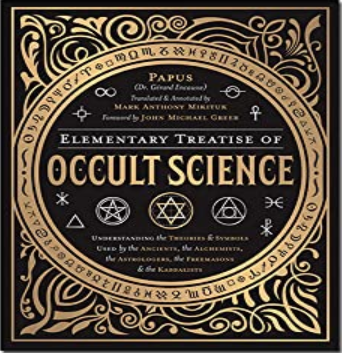 PAPUS
(Dr. Gérard Encausse)
Translated & Annotated by
MARK ANTHONY MIKITUK
Foreword by JOHN MICHAEL GREER
ELEMENTARY TREATISE OF
OCCULT SCIENCE
UNDERSTANDING the THEORIES & SYMBOLS
USED by the ANCIENTS, the ALCHEMISTS,
the ASTROLOGERS, the FREEMASONS
& the KABBALISTS